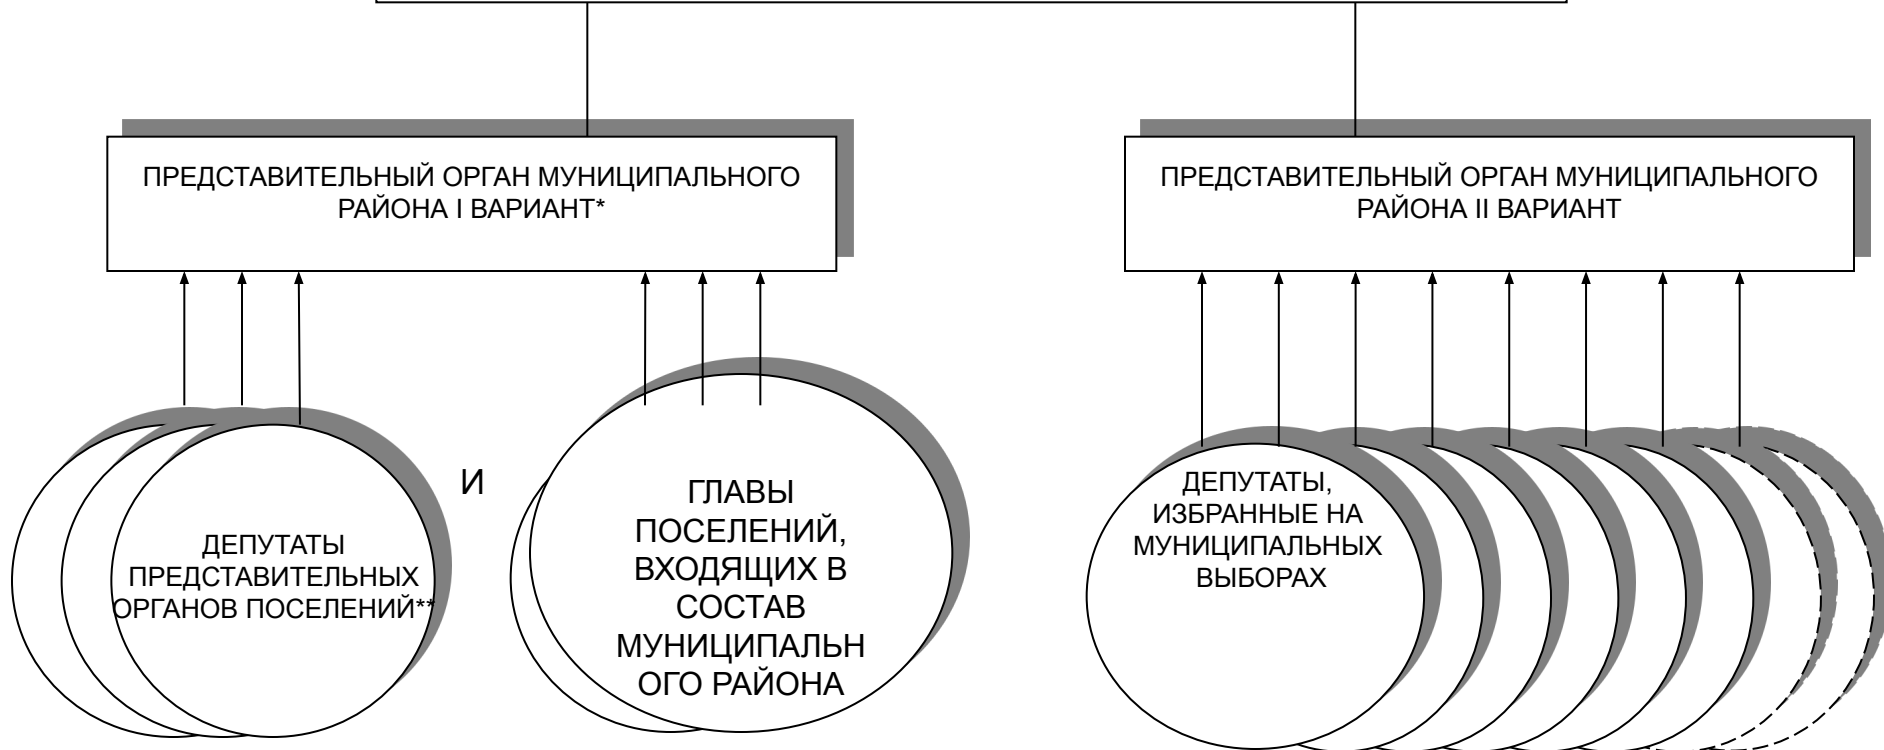 ПРЕДСТАВИТЕЛЬНЫЙ ОРГАН МУНИЦИПАЛЬНОГО
РАЙОНА I ВАРИАНТ*
ПРЕДСТАВИТЕЛЬНЫЙ ОРГАН МУНИЦИПАЛЬНОГО
РАЙОНА II ВАРИАНТ
ДЕПУТАТЫ
ПРЕДСТАВИТЕЛЬНЫХ
ОРГАНОВ ПОСЕЛЕНИЙ**
И
ГЛАВЫ
ПОСЕЛЕНИЙ,
ВХОДЯЩИХ В
СОСТАВ
МУНИЦИПАЛЬН
ОГО РАЙОНА
ДЕПУТАТЫ,
ИЗБРАННЫЕ НА
МУНИЦИПАЛЬНЫХ
ВЫБОРАХ